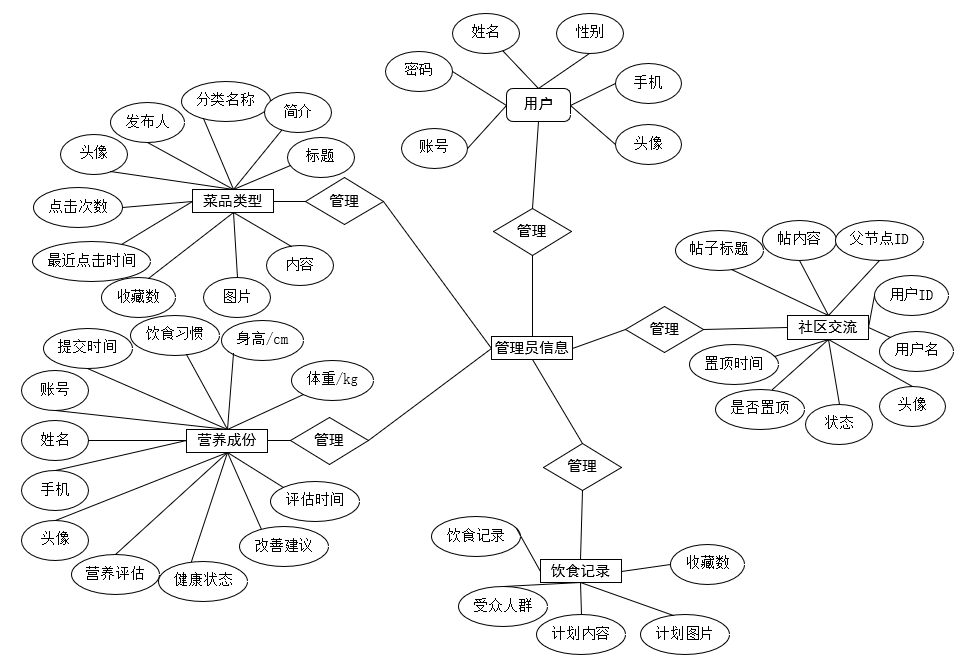 姓名
性别
密码
手机
用户
账号
头像
管理
分类名称
简介
发布人
头像
标题
点击次数
菜品类型
管理
最近点击时间
内容
收藏数
图片
帖子标题
帖内容
父节点ID
用户ID
管理
社区交流
用户名
置顶时间
是否置顶
状态
头像
管理员信息
提交时间
饮食习惯
身高/cm
体重/kg
账号
姓名
营养成份
管理
手机
评估时间
头像
改善建议
营养评估
健康状态
管理
饮食记录
饮食记录
收藏数
受众人群
计划内容
计划图片